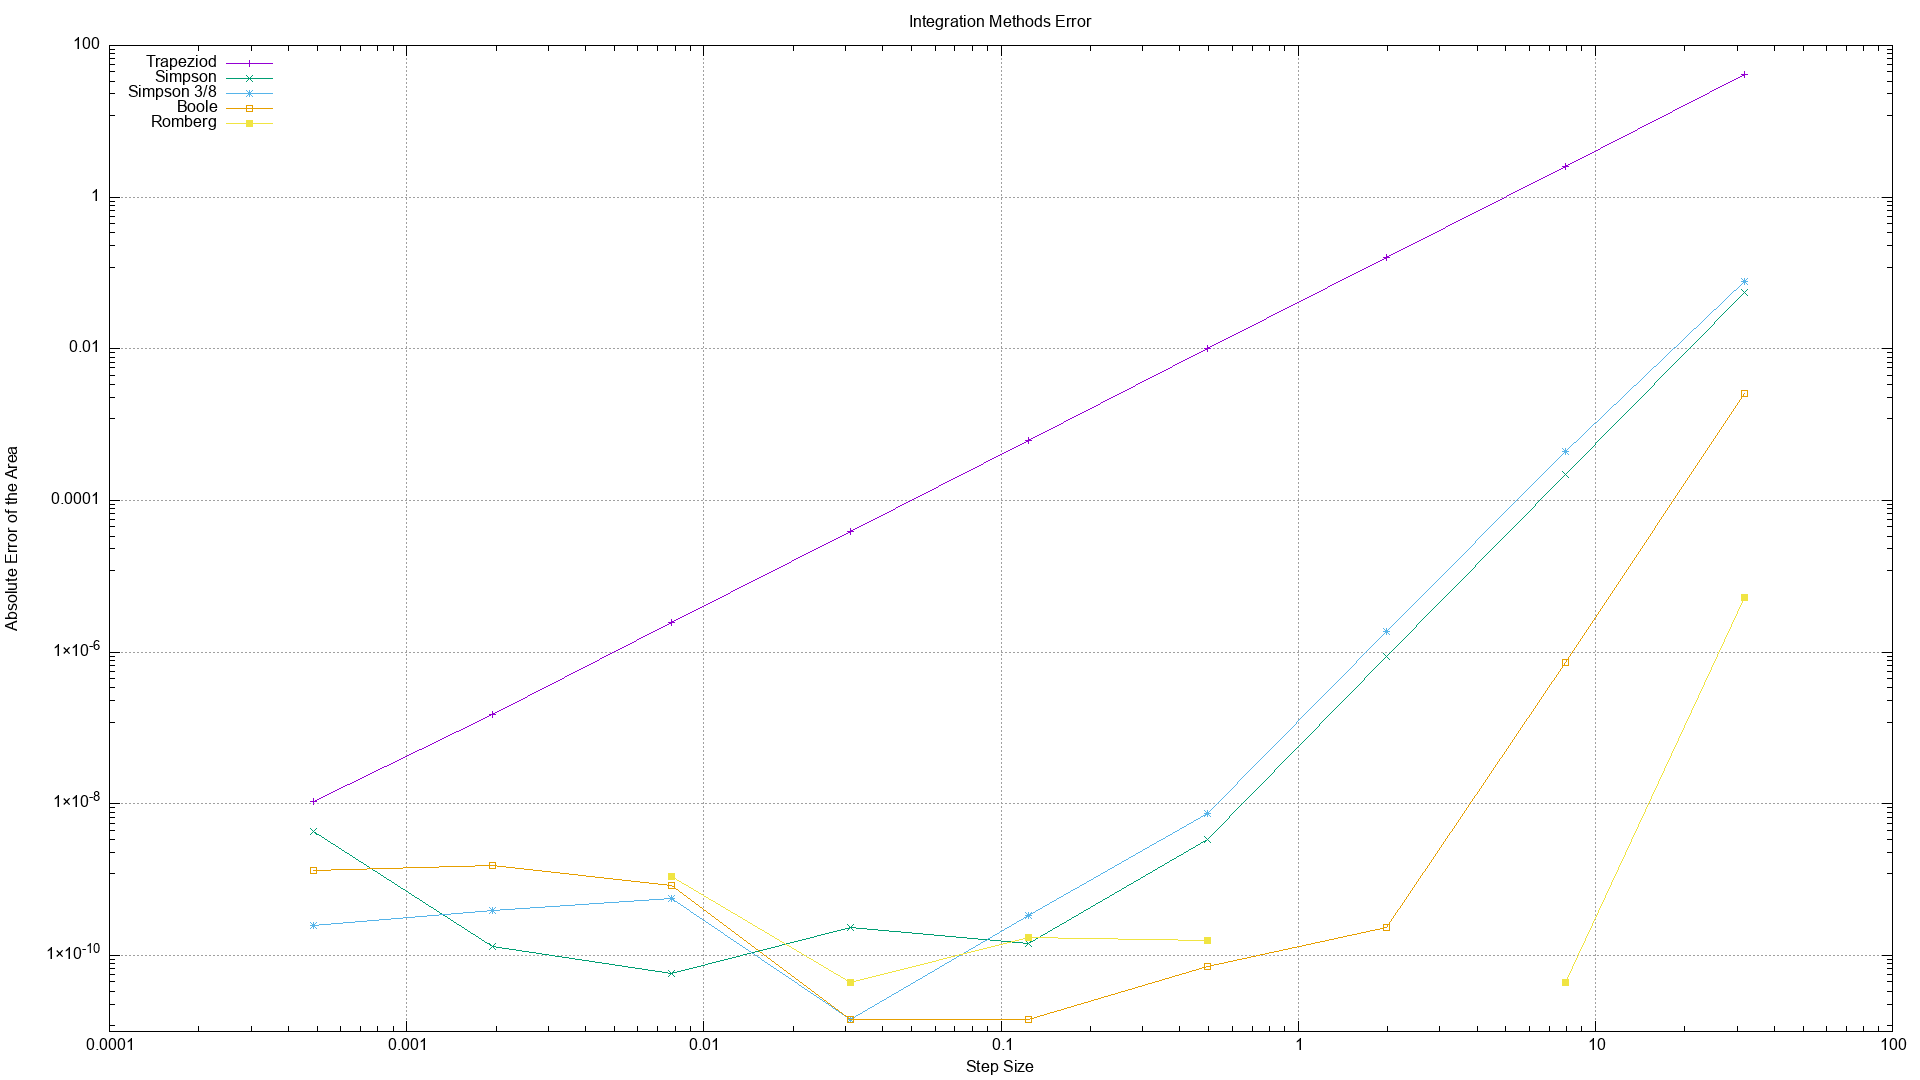 Integration Methods Error
Trapeziod
Simpson
Simpson 3/8
Boole
Romberg
100
1
0.01
0.0001
1×10⁻⁶
1×10⁻⁸
1×10⁻¹⁰
Absolute Error of the Area
0.0001 0.001 0.01 0.1 1 10 100
Step Size